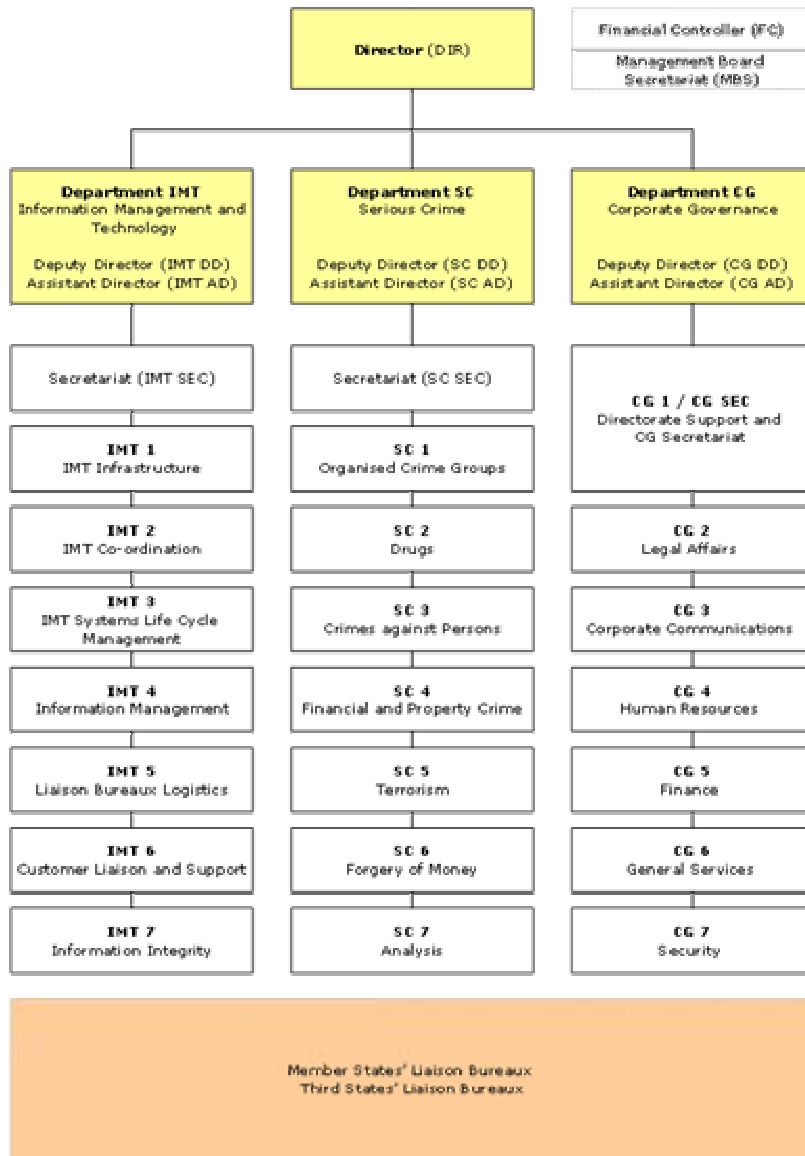 Director (DIR)
Financial Controller (FC)
Management Board
Secretariat (MBS)
Department IMT
Information Management and
Technology
Deputy Director (IMT DD)
Assistant Director (IMT AD)
Department SC
Serious Crime
Deputy Director (SC DD)
Assistant Director (SC AD)
Department CG
Corporate Governance
Deputy Director (CG DD)
Assistant Director (CG AD)
Secretariat (IMT SEC)
IMT 1
IMT Infrastructure
IMT 2
IMT Co-ordination
IMT 3
IMT Systems Life Cycle
Management
IMT 4
Information Management
IMT 5
Liaison Bureaux Logistics
IMT 6
Customer Liaison and Support
IMT 7
Information Integrity
Secretariat (SC SEC)
SC 1
Organised Crime Groups
SC 2
Drugs
SC 3
Crimes against Persons
SC 4
Financial and Property Crime
SC 5
Terrorism
SC 6
Forgery of Money
SC 7
Analysis
CG 1 / CG SEC
Directorate Support and
CG Secretariat
CG 2
Legal Affairs
CG 3
Corporate Communications
CG 4
Human Resources
CG 5
Finance
CG 6
General Services
CG 7
Security
Member States' Liaison Bureaux
Third States' Liaison Bureaux